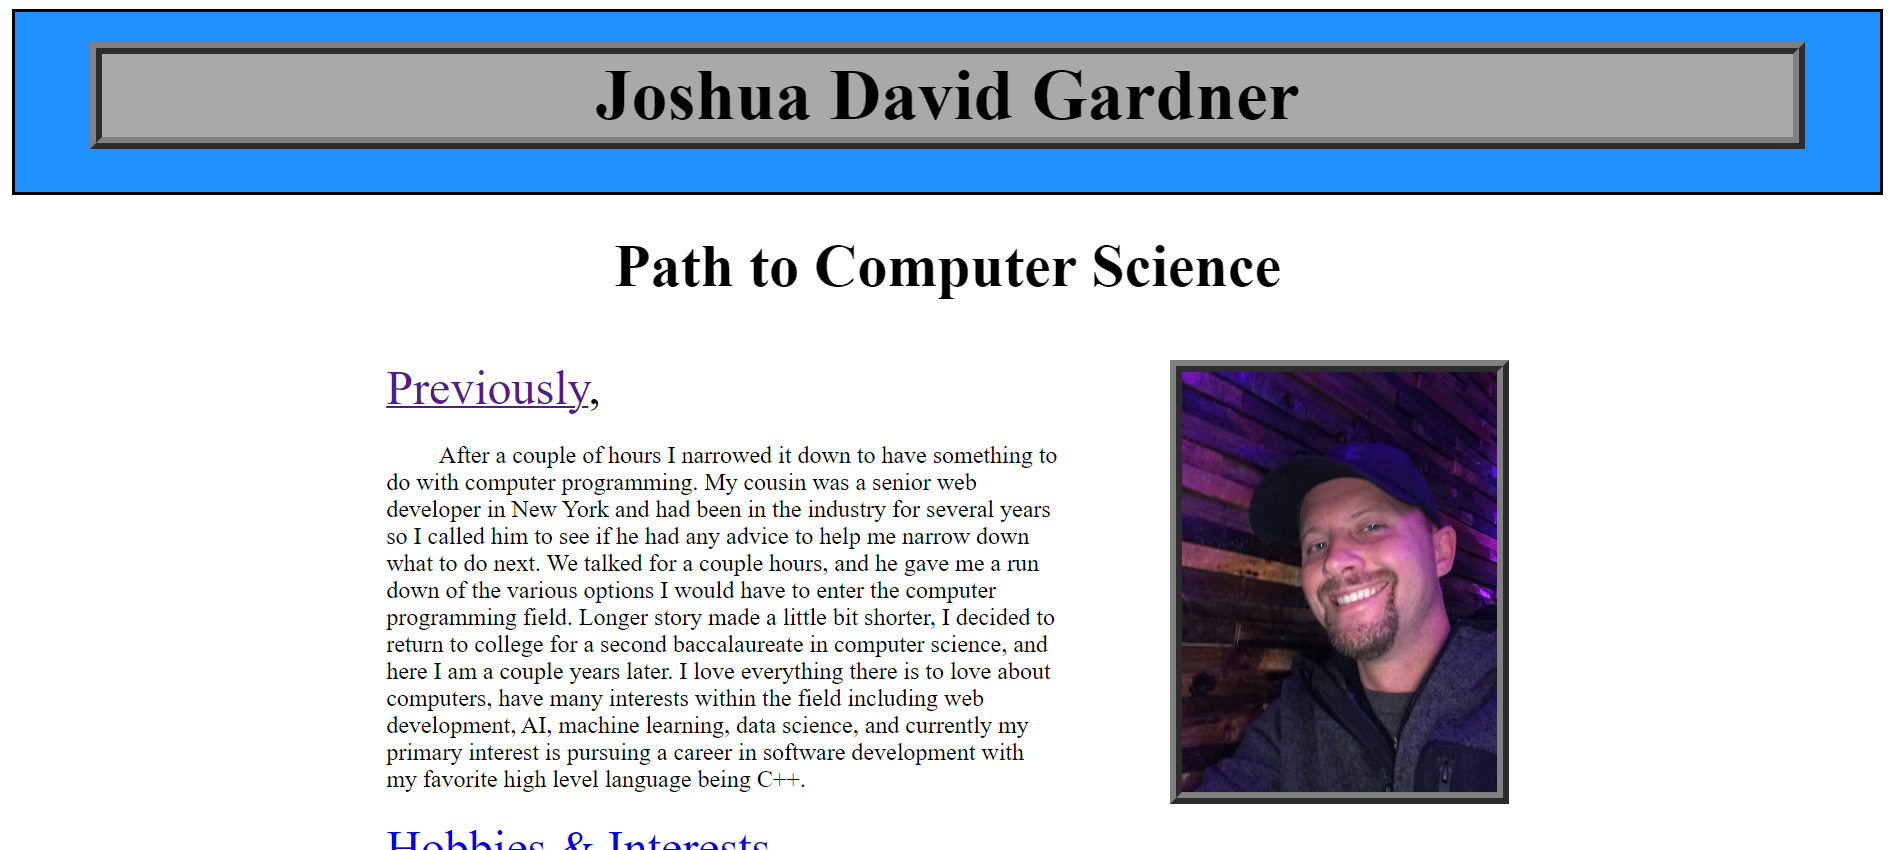 Joshua David Gardner
Path to Computer Science
Previously,
After a couple of hours I narrowed it down to have something to
do with computer programming. My cousin was a senior web
developer in New York and had been in the industry for several years
so I called him to see if he had any advice to help me narrow down
what to do next. We talked for a couple hours, and he gave me a run
down of the various options I would have to enter the computer
programming field. Longer story made a little bit shorter, I decided to
return to college for a second baccalaureate in computer science, and
here I am a couple years later. I love everything there is to love about
computers, have many interests within the field including web
development, AI, machine learning, data science, and currently my
primary interest is pursuing a career in software development with
my favorite high level language being C++.
Hobbies & Interests